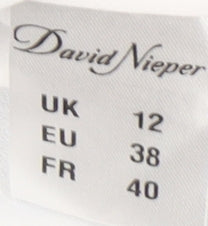 David Nieper
UK 12
EU 38
FR 40